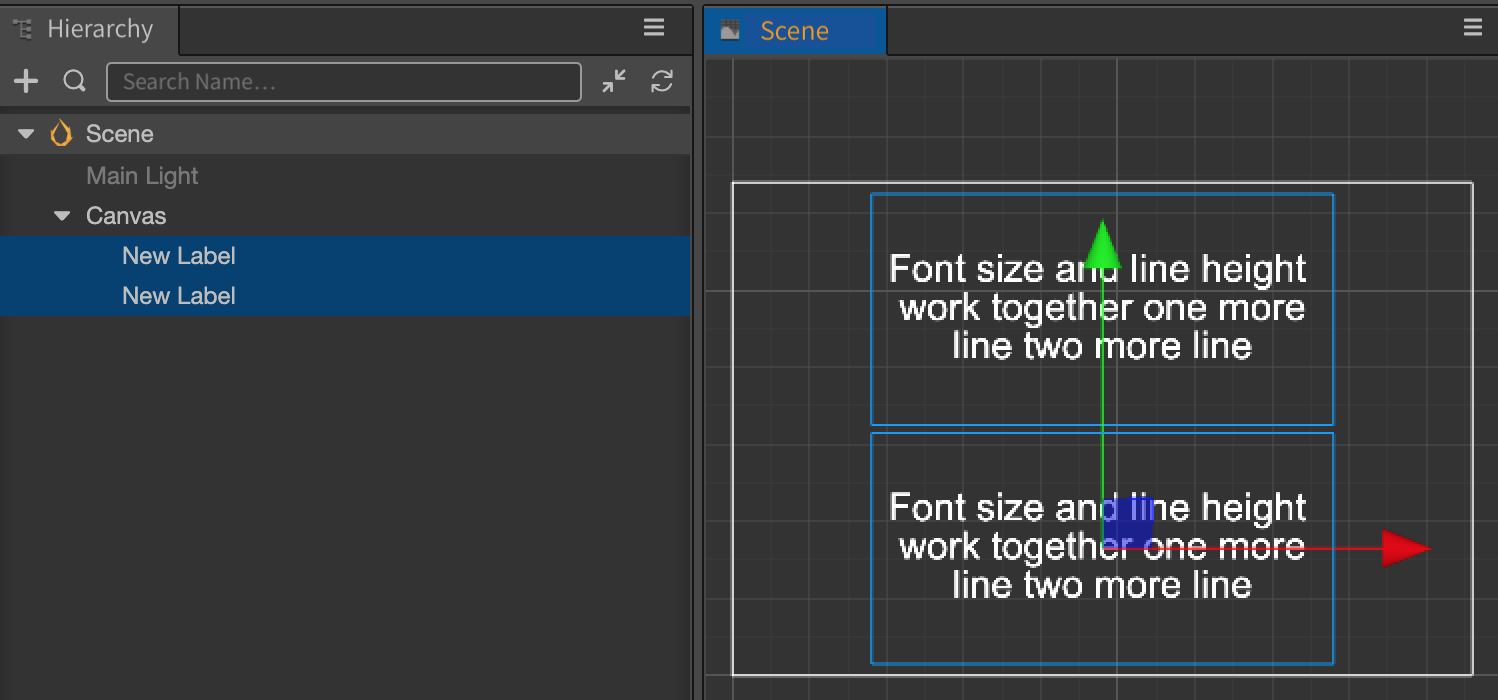 Hierarchy
Search Name...
Scene
Main Light
Canvas
New Label
New Label
Scene
Font size and line height
work together one more
line two more line
Font size and line height
work together one more
line two more line